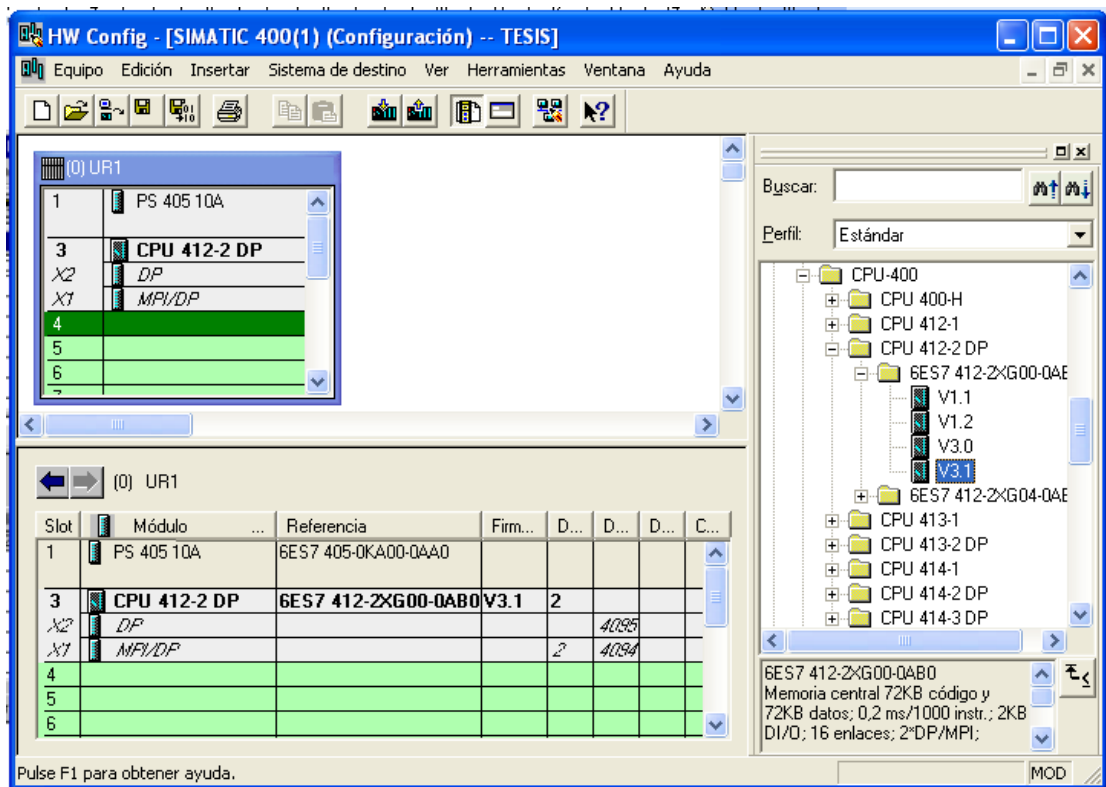 HW Config - [SIMATIC 400(1) (Configuración) -- TESIS]
Equipo Edición Insertar Sistema de destino Ver Herramientas Ventana Ayuda
(0) UR1
1 PS 405 10A
3 CPU 412-2 DP
X2 DP
X1 MPI/DP
4
5
6
7
Buscar:
Perfil: Estándar
CPU-400
CPU 400-H
CPU 412-1
CPU 412-2 DP
6ES7 412-2XG00-0AB
V1.1
V1.2
V3.0
V3.1
6ES7 412-2XG04-0AB
CPU 413-1
CPU 413-2 DP
CPU 414-1
CPU 414-2 DP
CPU 414-3 DP
6ES7 412-2XG00-0AB0
Memoria central 72KB código y
72KB datos; 0,2 ms/1000 instr.; 2KB
DI/O; 16 enlaces; 2*DP/MPI;
(0) UR1
Slot Módulo ... Referencia Firm... D... D... D... C...
1 PS 405 10A 6ES7 405-0KA00-0AA0
3 CPU 412-2 DP 6ES7 412-2XG00-0AB0 V3.1 2
X2 DP 4095
X1 MPI/DP 2 4094
4
5
6
Pulse F1 para obtener ayuda.
MOD